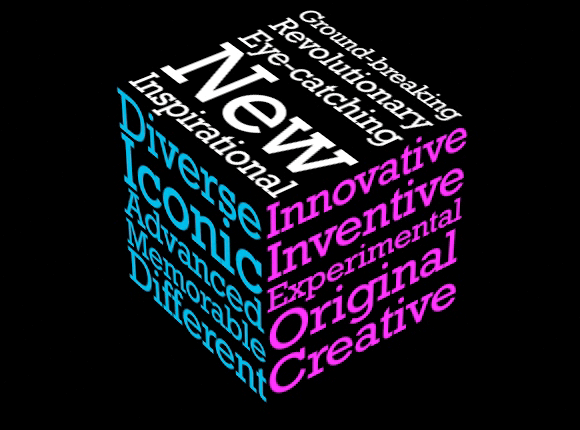 Ground-breaking
Revolutionary
Eye-catching
New
Inspirational
Diverse
Iconic
Advanced
Memorable
Different
Innovative
Inventive
Experimental
Original
Creative